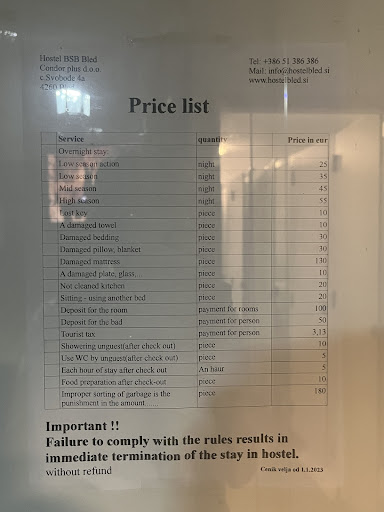 Hostel BSB Bled
Condor plus d.o.o.
c.Svobode 4a
4260 Bled
Tel: +386 51 386 386
Mail: info@hostelbled.si
www.hostelbled.si
Price list
Service quantity Price in eur
Overnight stay:
Low season action night 25
Low season night 35
Mid season night 45
High season night 55
Lost key piece 10
A damaged towel piece 10
Damaged bedding piece 30
Damaged pillow, blanket piece 30
Damaged mattress piece 130
A damaged plate, glass... piece 10
Not cleaned kitchen piece 20
Sitting - using another bed piece 20
Deposit for the room payment for rooms 100
Deposit for the bad payment for person 50
Tourist tax payment for person 3,13
Showering unguest(after check out) piece 10
Use WC by unguest(after check out) piece 5
Each hour of stay after check out An haur 5
Food preparation after check-out piece 10
Improper sorting of garbage is the piece 180
punishment in the amount.......
Important !!
Failure to comply with the rules results in
immediate termination of the stay in hostel.
without refund
Cenik velja od 1.1.2023